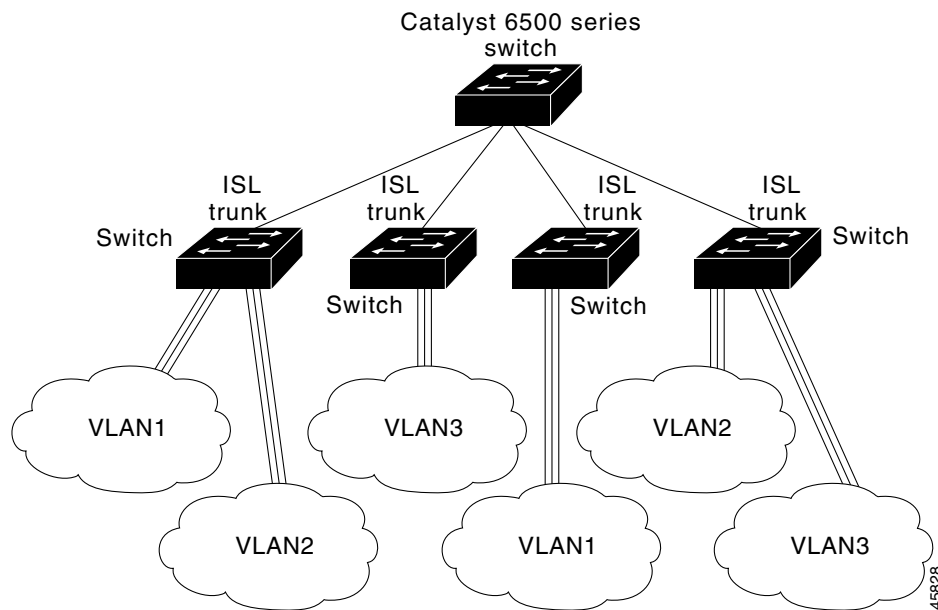 Catalyst 6500 series
switch
ISL
trunk
ISL
trunk
ISL
trunk
ISL
trunk
Switch
Switch
Switch
Switch
VLAN1
VLAN3
VLAN2
VLAN2
VLAN1
VLAN3
45828